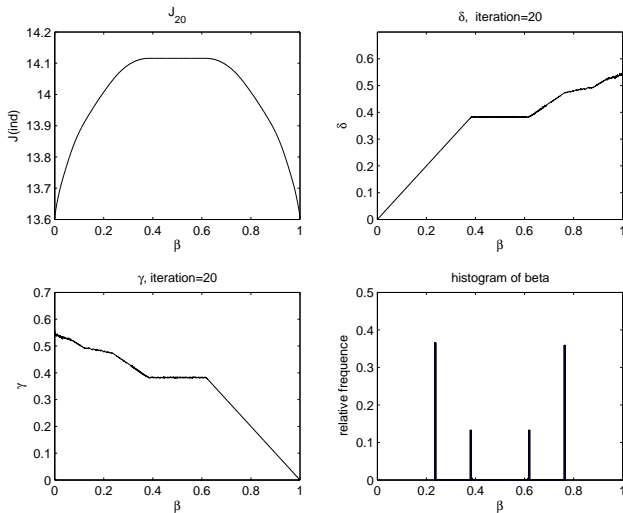 J20
14.2
14.1
14
13.9
13.8
13.7
13.6
J(ind)
0 0.2 0.4 0.6 0.8 1
β
δ, iteration=20
0.6
0.5
0.4
0.3
0.2
0.1
0
δ
0 0.2 0.4 0.6 0.8 1
β
γ, iteration=20
0.7
0.6
0.5
0.4
0.3
0.2
0.1
0
γ
0 0.2 0.4 0.6 0.8 1
β
histogram of beta
0.5
0.4
0.3
0.2
0.1
0
relative frequence
0 0.2 0.4 0.6 0.8 1
β